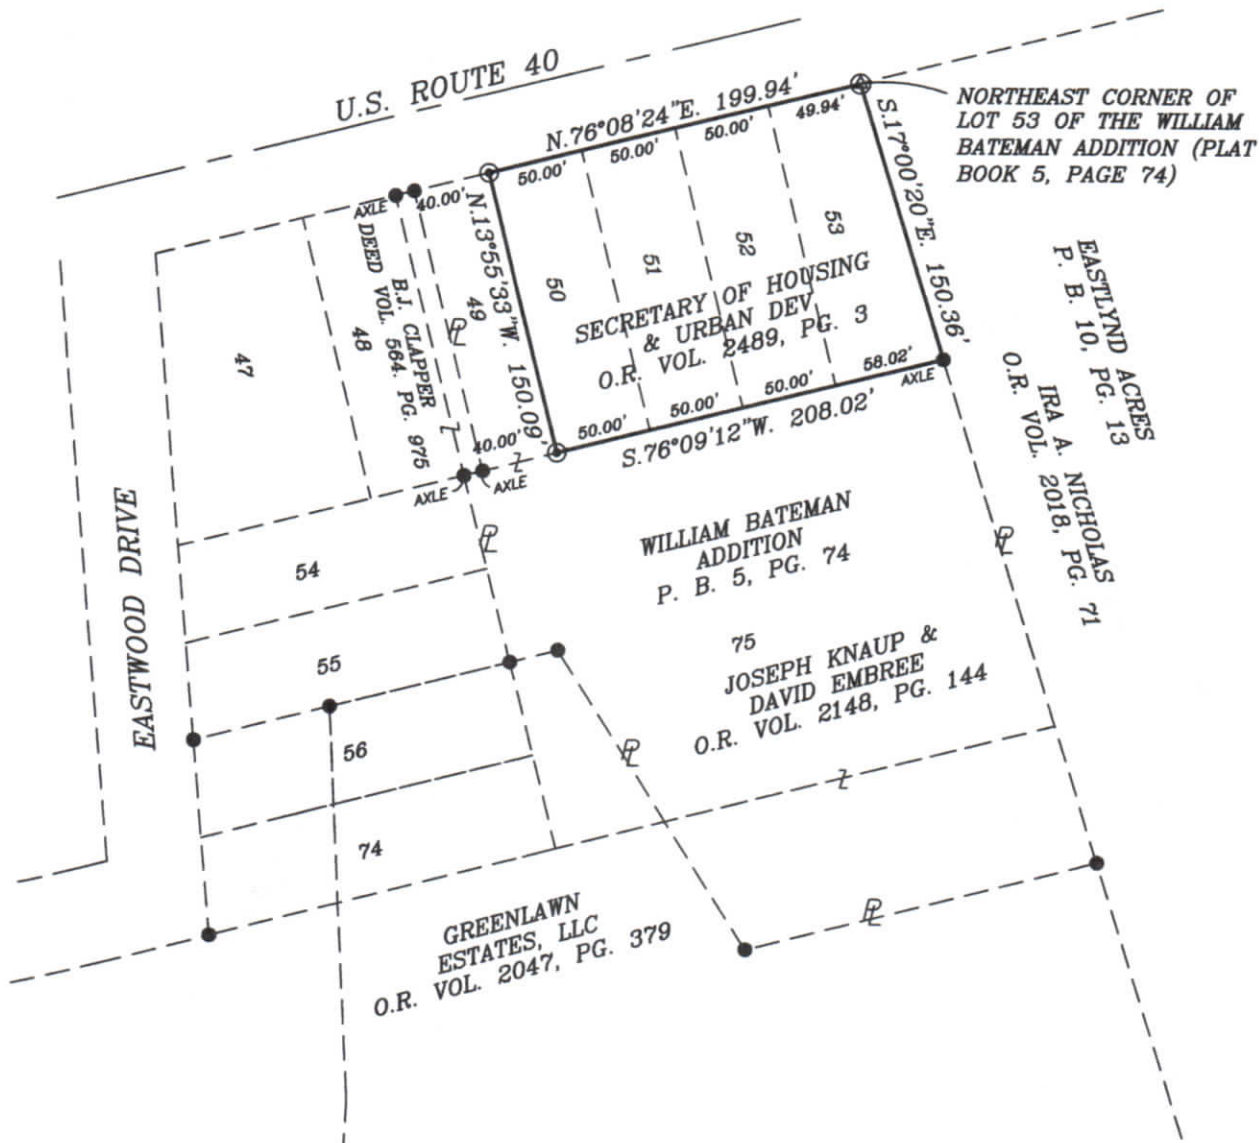 U.S. ROUTE 40
N.76°08'24"E. 199.94'
50.00'
50.00'
50.00'
49.94'
NORTHEAST CORNER OF
LOT 53 OF THE WILLIAM
BATEMAN ADDITION (PLAT
BOOK 5, PAGE 74)
S.17°00'20"E. 150.36'
AXLE
40.00'
N.13°55'33"W. 150.09'
47
48
DEED VOL. 564, PG. 975
B.J. CLAPPER
49
50
51
52
53
SECRETARY OF HOUSING
& URBAN DEV.
O.R. VOL. 2489, PG. 3
50.00'
50.00'
50.00'
58.02'
AXLE
S.76°09'12"W. 208.02'
40.00'
AXLE
AXLE
EASTLYND ACRES
P. B. 10, PG. 13
IRA A. NICHOLAS
O.R. VOL. 2018, PG. 71
PL
PL
PL
WILLIAM BATEMAN
ADDITION
P. B. 5, PG. 74
75
JOSEPH KNAUP &
DAVID EMBREE
O.R. VOL. 2148, PG. 144
EASTWOOD DRIVE
54
55
56
74
PL
PL
GREENLAWN
ESTATES, LLC
O.R. VOL. 2047, PG. 379